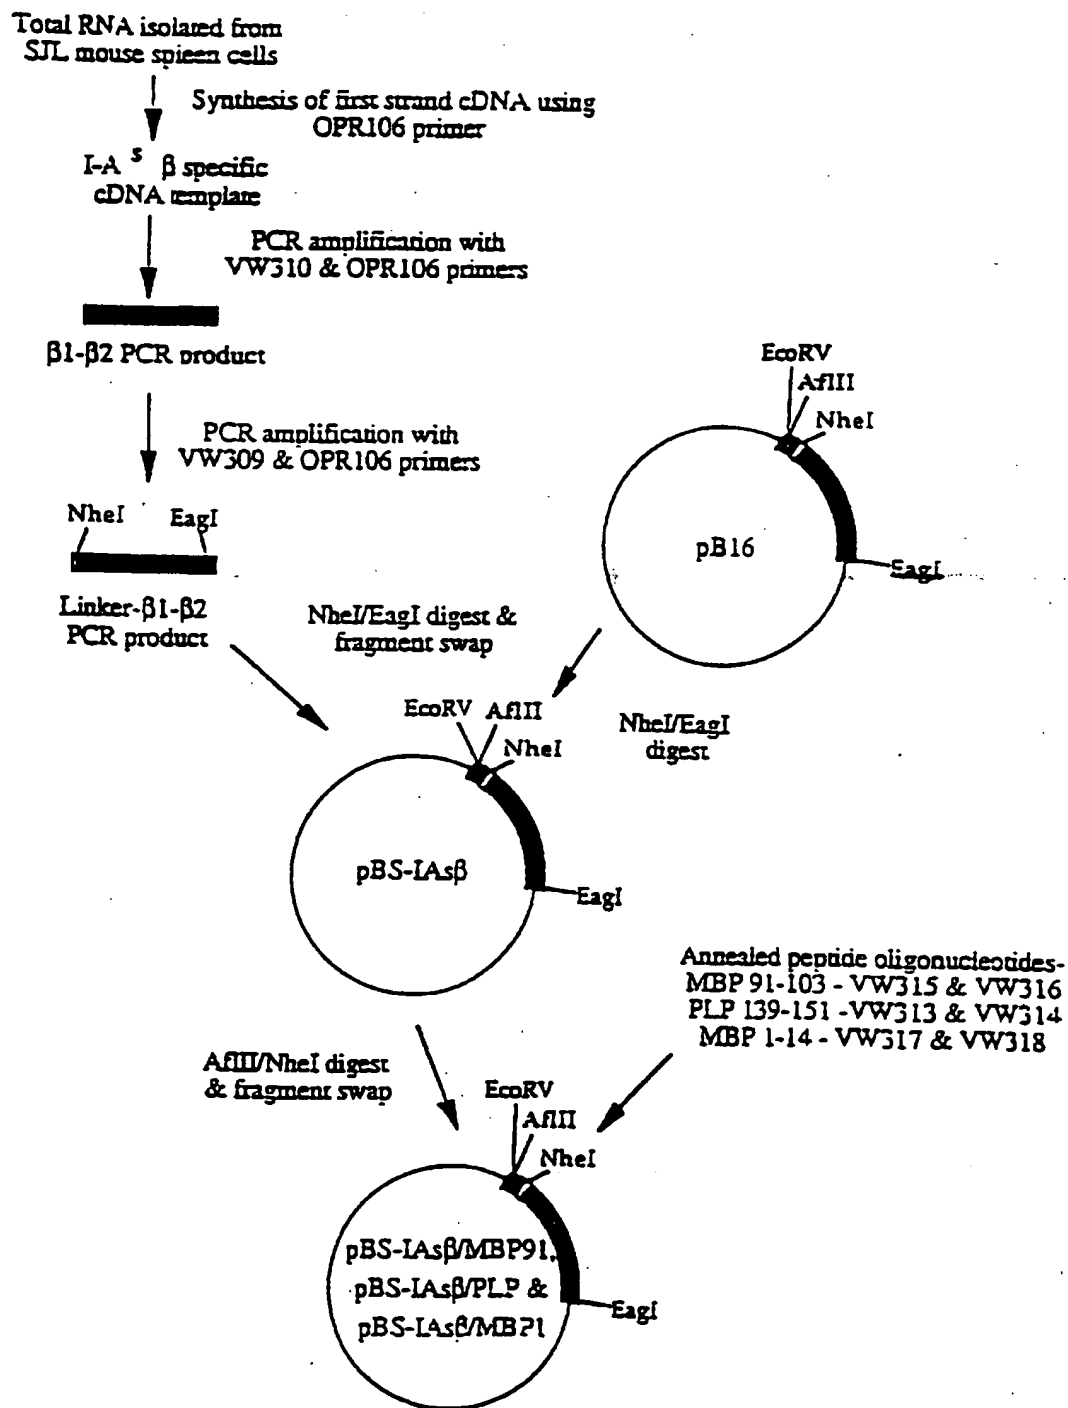 Total RNA isolated from
SJL mouse spleen cells
Synthesis of first strand cDNA using
OPR106 primer
I-A s β specific
cDNA template
PCR amplification with
VW310 & OPR106 primers
β1-β2 PCR product
PCR amplification with
VW309 & OPR106 primers
NheI EagI
Linker-β1-β2
PCR product
EcoRV
AflII
NheI
pB16
EagI
NheI/EagI digest &
fragment swap
NheI/EagI
digest
EcoRV AflII
NheI
pBS-IAsβ
EagI
Annealed peptide oligonucleotides-
MBP 91-103 - VW315 & VW316
PLP 139-151 -VW313 & VW314
MBP 1-14 - VW317 & VW318
AflII/NheI digest
& fragment swap
EcoRV
AflII
NheI
pBS-IAsβ/MBP91,
pBS-IAsβ/PLP &
pBS-IAsβ/MBP1
EagI